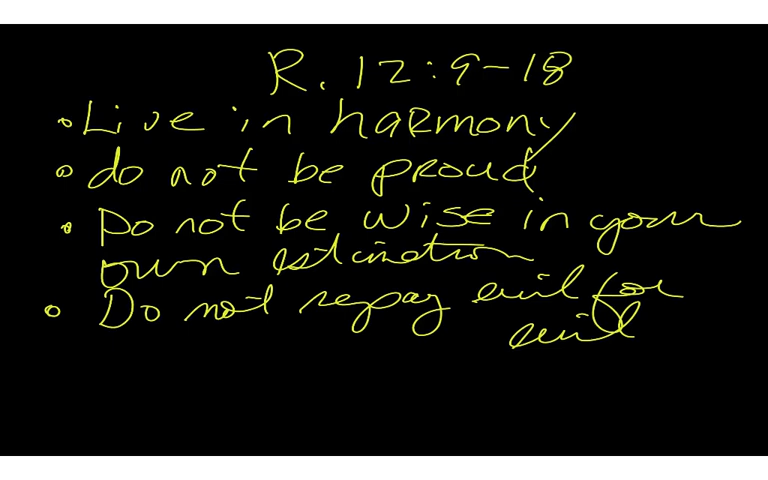 R. 12:9-18
• Live in harmony
• do not be proud
• Do not be wise in your
own estimation
• Do not repay evil for
evil